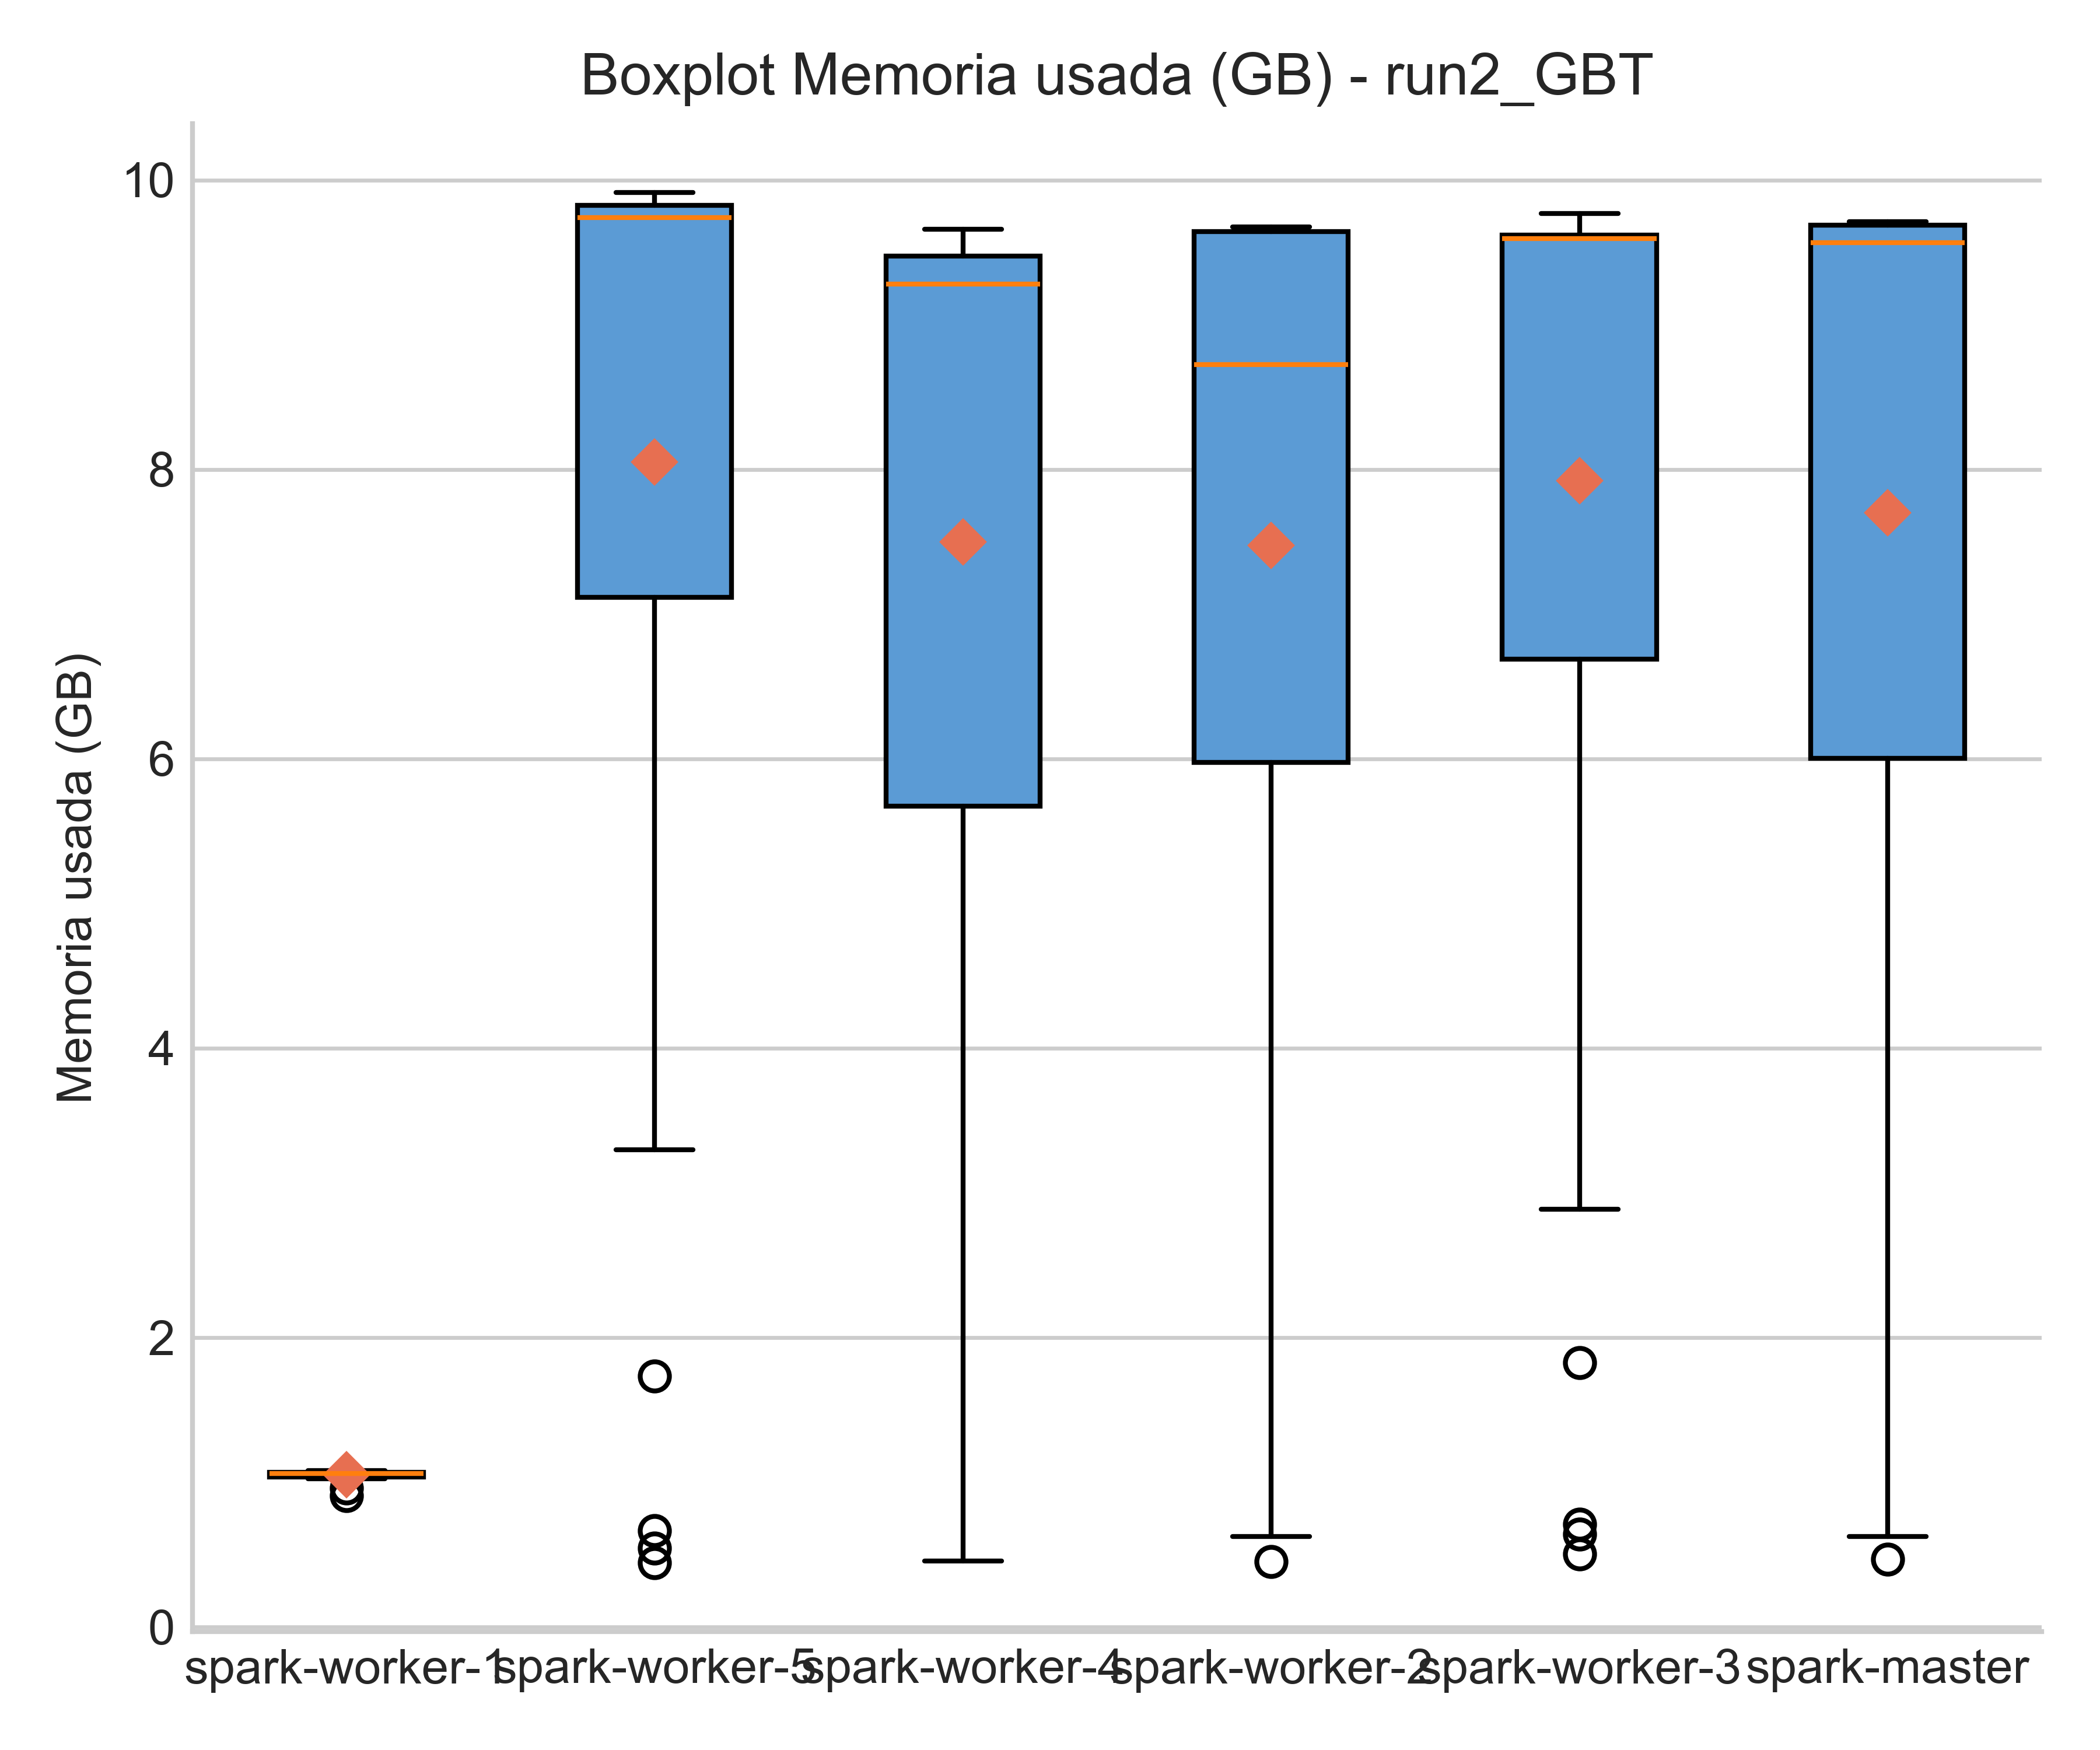 Boxplot Memoria usada (GB) - run2_GBT
Memoria usada (GB)
10
8
6
4
2
0
spark-worker-1 spark-worker-5 spark-worker-4 spark-worker-2 spark-worker-3 spark-master